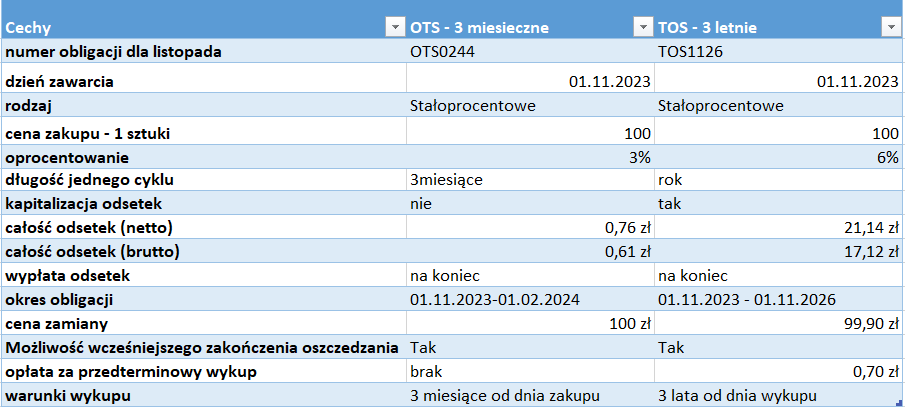 Cechy OTS - 3 miesieczne TOS - 3 letnie
numer obligacji dla listopada OTS0244 TOS1126
dzień zawarcia 01.11.2023 01.11.2023
rodzaj Stałoprocentowe Stałoprocentowe
cena zakupu - 1 sztuki 100 100
oprocentowanie 3% 6%
długość jednego cyklu 3miesiące rok
kapitalizacja odsetek nie tak
całość odsetek (netto) 0,76 zł 21,14 zł
całość odsetek (brutto) 0,61 zł 17,12 zł
wypłata odsetek na koniec na koniec
okres obligacji 01.11.2023-01.02.2024 01.11.2023 - 01.11.2026
cena zamiany 100 zł 99,90 zł
Możliwość wcześniejszego zakończenia oszczedzania Tak Tak
opłata za przedterminowy wykup brak 0,70 zł
warunki wykupu 3 miesiące od dnia zakupu 3 lata od dnia wykupu